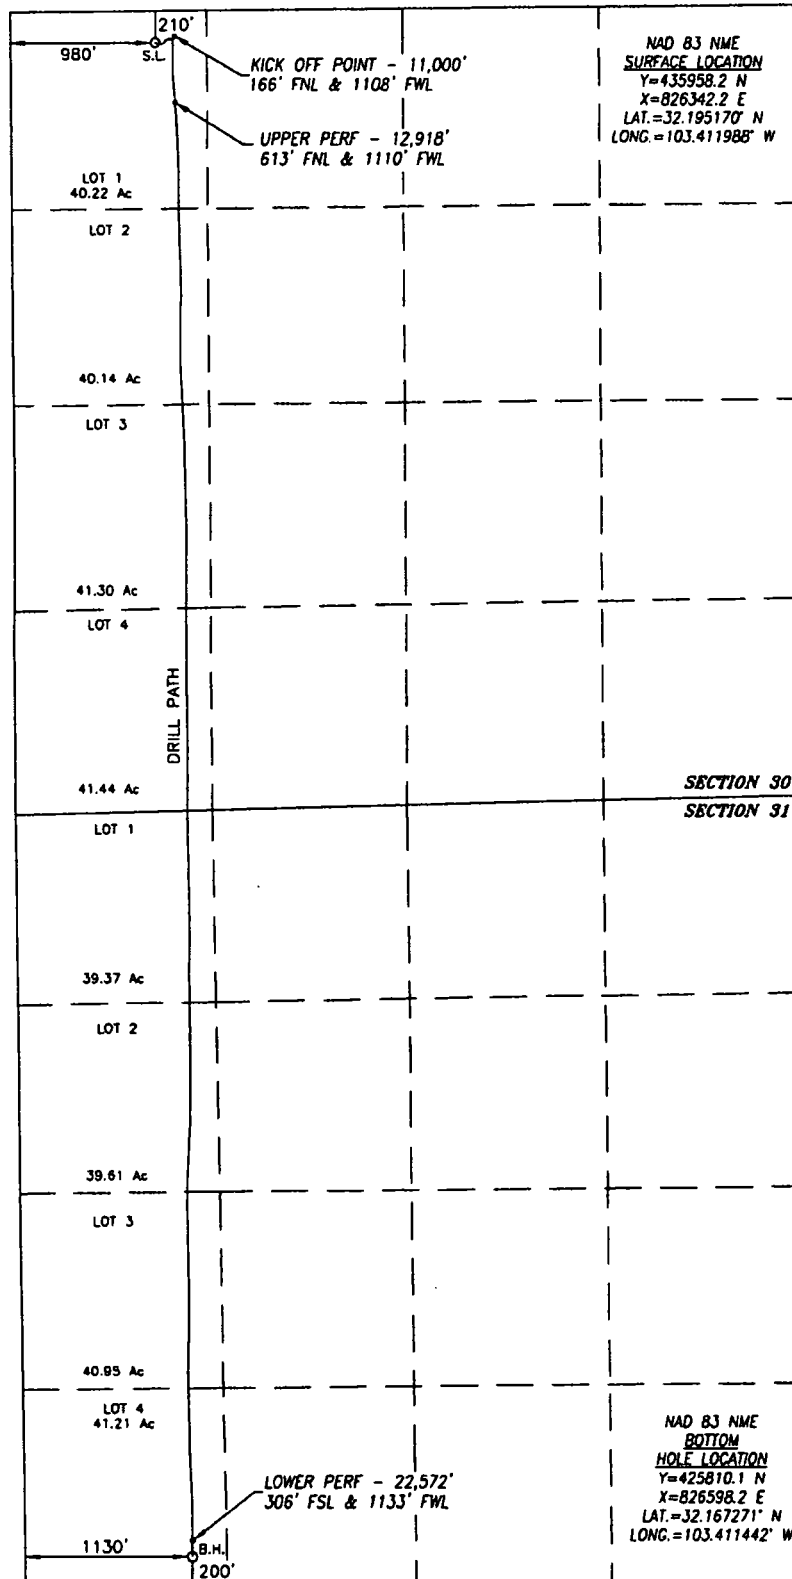 210'
980'
S.L.
KICK OFF POINT - 11,000'
166' FNL & 1108' FWL
NAD 83 NME
SURFACE LOCATION
Y=435958.2 N
X=826342.2 E
LAT.=32.195170° N
LONG.=103.411988° W
UPPER PERF - 12,918'
613' FNL & 1110' FWL
LOT 1
40.22 Ac
LOT 2
40.14 Ac
LOT 3
41.30 Ac
LOT 4
DRILL PATH
41.44 Ac
SECTION 30
SECTION 31
LOT 1
39.37 Ac
LOT 2
39.61 Ac
LOT 3
40.95 Ac
LOT 4
41.21 Ac
NAD 83 NME
BOTTOM
HOLE LOCATION
Y=425810.1 N
X=826598.2 E
LAT.=32.167271° N
LONG.=103.411442° W
LOWER PERF - 22,572'
306' FSL & 1133' FWL
1130'
B.H.
200'